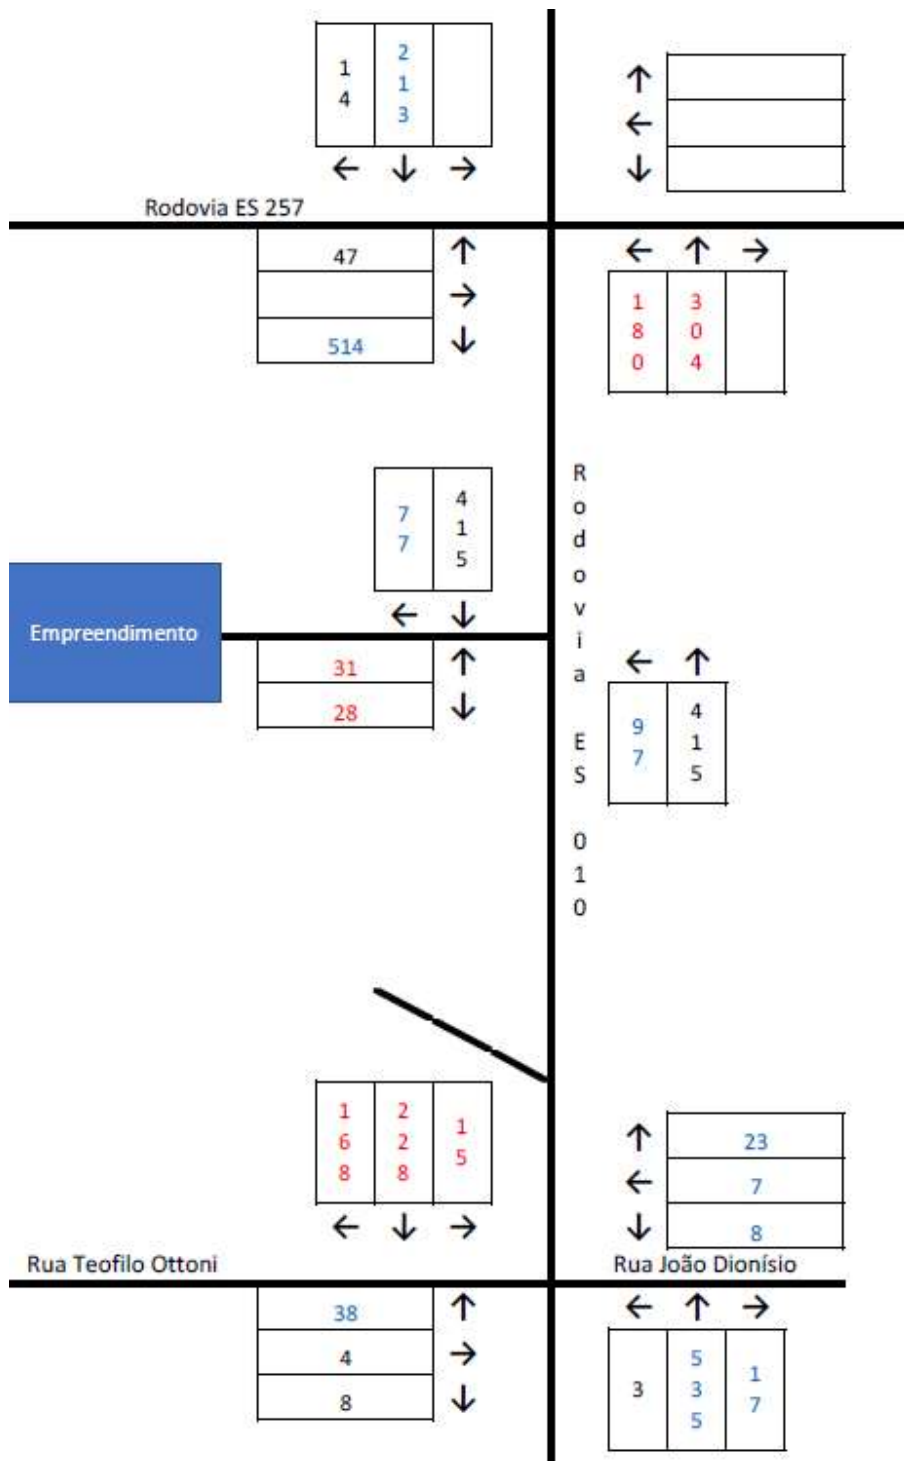 14 213
← ↓ →
↑
←
↓
Rodovia ES 257
47 ↑
→
514 ↓
← ↑ →
180 304
77 415
← ↓
Rodovia ES 010
Empreendimento
31 ↑
28 ↓
← ↑
97 415
168 228 15
← ↓ →
↑ 23
← 7
↓ 8
Rua Teofilo Ottoni
Rua João Dionísio
38 ↑
4 →
8 ↓
← ↑ →
3 535 17